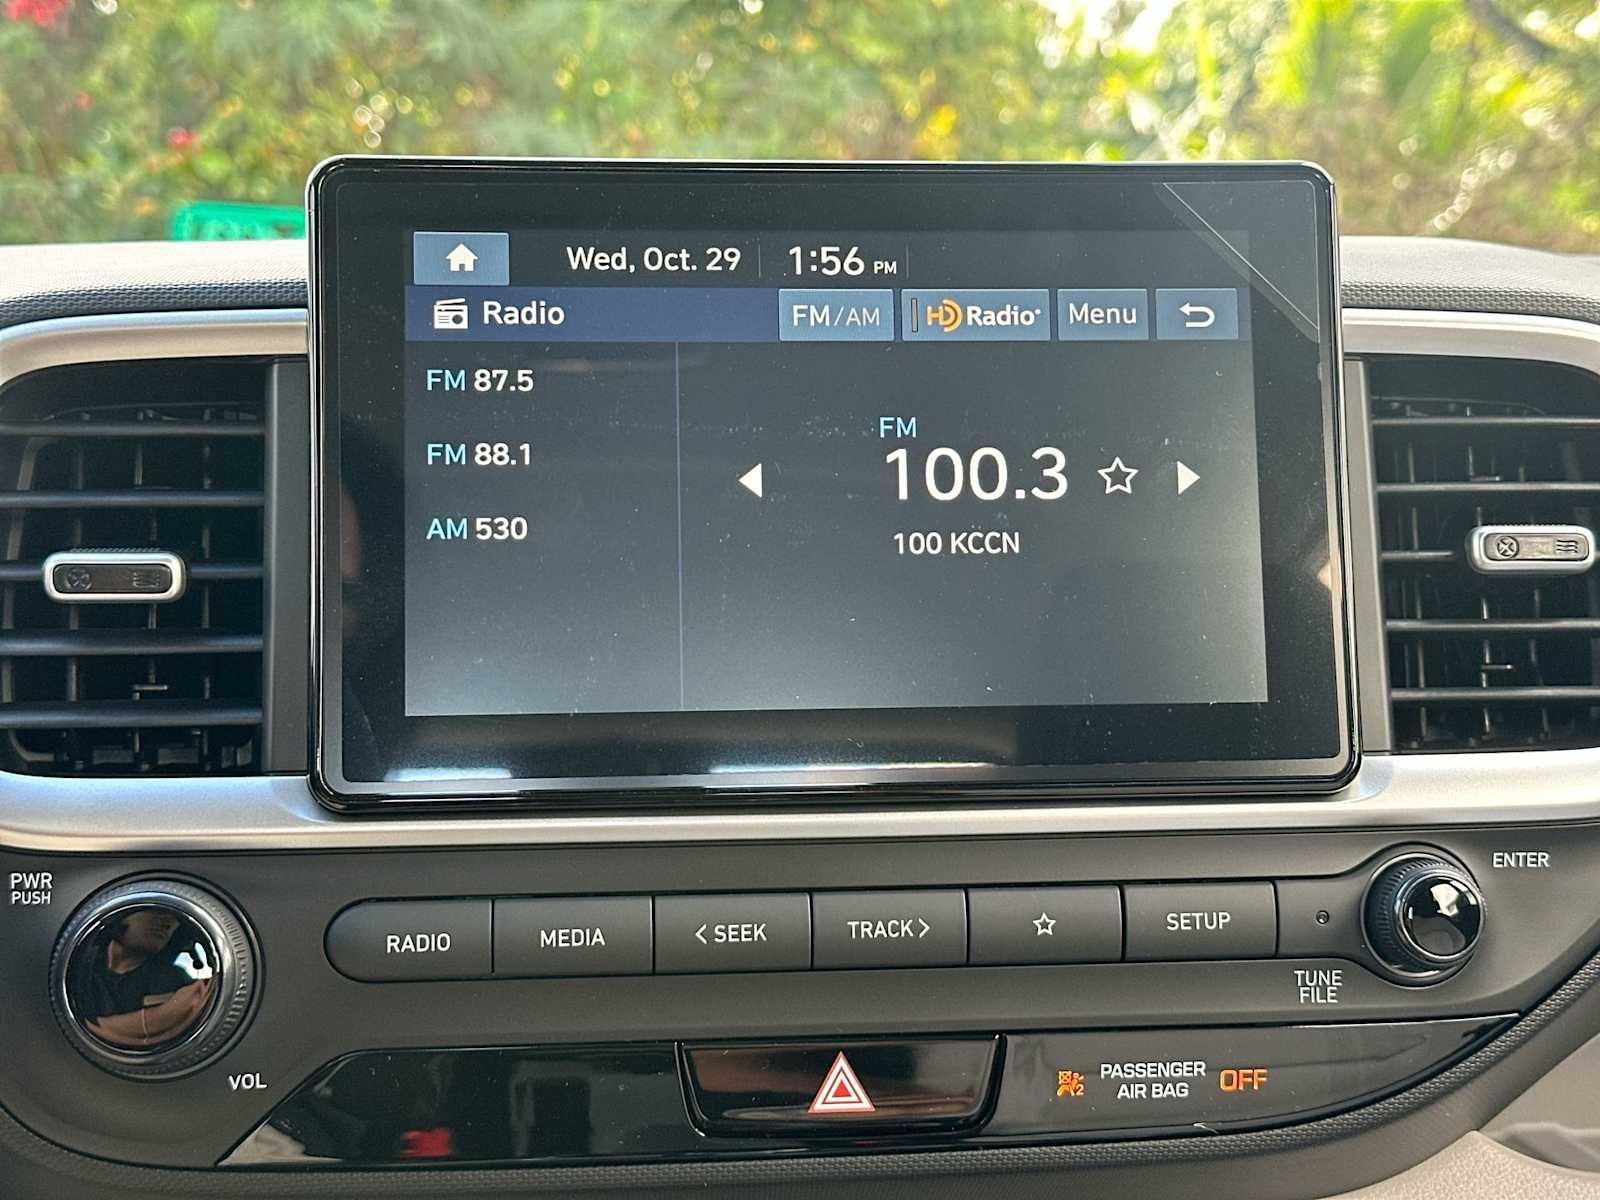 Wed, Oct. 29 1:56 PM
Radio FM/AM HD Radio Menu
FM 87.5
FM 88.1
AM 530
FM
100.3
100 KCCN
PWR
PUSH
VOL
RADIO MEDIA < SEEK TRACK > SETUP
ENTER
TUNE
FILE
2
PASSENGER
AIR BAG OFF